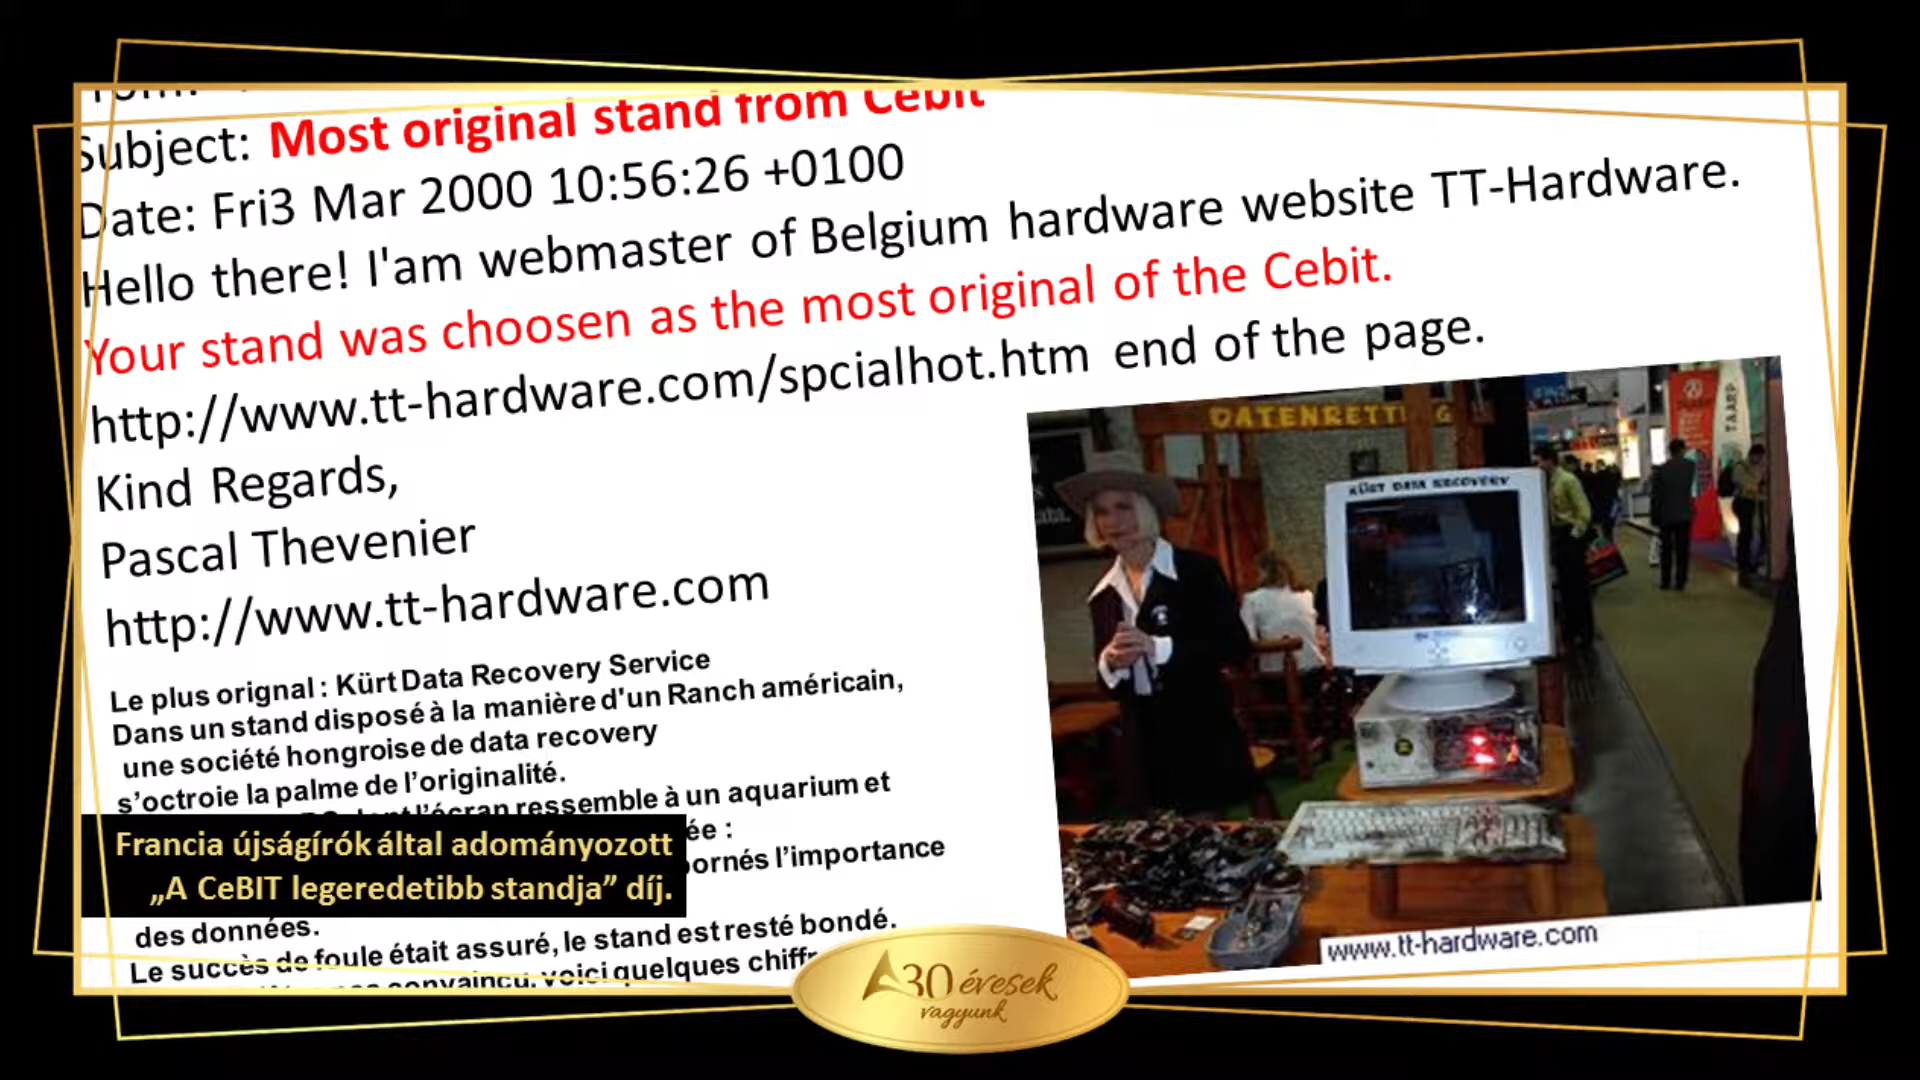 Subject: Most original stand from Cebit
Date: Fri3 Mar 2000 10:56:26 +0100
Hello there! I'am webmaster of Belgium hardware website TT-Hardware.
Your stand was choosen as the most original of the Cebit.
http://www.tt-hardware.com/spcialhot.htm end of the page.
Kind Regards,
Pascal Thevenier
http://www.tt-hardware.com
Le plus orignal : Kürt Data Recovery Service
Dans un stand disposé à la manière d'un Ranch américain,
une société hongroise de data recovery
s'octroie la palme de l'originalité.
l'écran ressemble à un aquarium et
l'importance
des données.
Le succès de foule était assuré, le stand est resté bondé.
convaincu, voici quelques
Francia újságírók által adományozott
„A CeBIT legeredetibb standja” díj.
DATENRETTUNG
KÜRT DATA RECOVERY
www.tt-hardware.com
30 évesek
vagyunk